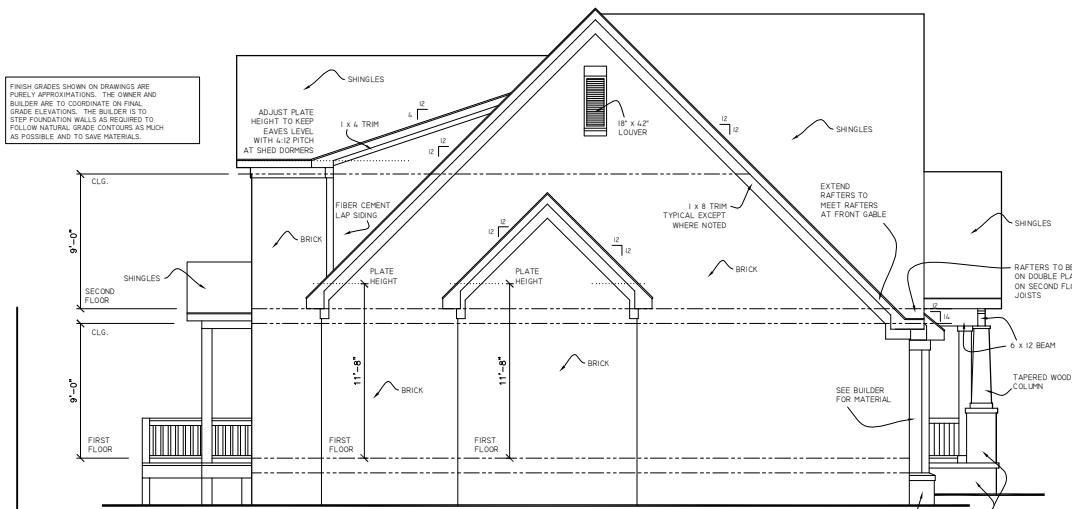 FINISH GRADES SHOWN ON DRAWINGS ARE
PURELY APPROXIMATIONS. THE OWNER AND
BUILDER ARE TO COORDINATE ON FINAL
GRADE ELEVATIONS. THE BUILDER IS TO
STEP FOUNDATION WALLS AS REQUIRED TO
FOLLOW NATURAL GRADE CONTOURS AS MUCH
AS POSSIBLE AND TO SAVE MATERIALS.
SHINGLES
ADJUST PLATE
HEIGHT TO KEEP
EAVES LEVEL
WITH 4:12 PITCH
AT SHED DORMERS
1 x 4 TRIM
12
4
12
12
18" x 42"
LOUVER
12
12
SHINGLES
CLG.
9'-0"
SECOND
FLOOR
FIBER CEMENT
LAP SIDING
BRICK
SHINGLES
1 x 8 TRIM
TYPICAL EXCEPT
WHERE NOTED
EXTEND
RAFTERS TO
MEET RAFTERS
AT FRONT GABLE
SHINGLES
12
12
12
12
BRICK
PLATE
HEIGHT
PLATE
HEIGHT
RAFTERS TO BE
ON DOUBLE PLA
ON SECOND FLO
JOISTS
12
14
6 x 12 BEAM
CLG.
9'-0"
FIRST
FLOOR
11'-8"
BRICK
FIRST
FLOOR
11'-8"
BRICK
FIRST
FLOOR
SEE BUILDER
FOR MATERIAL
TAPERED WOOD
COLUMN